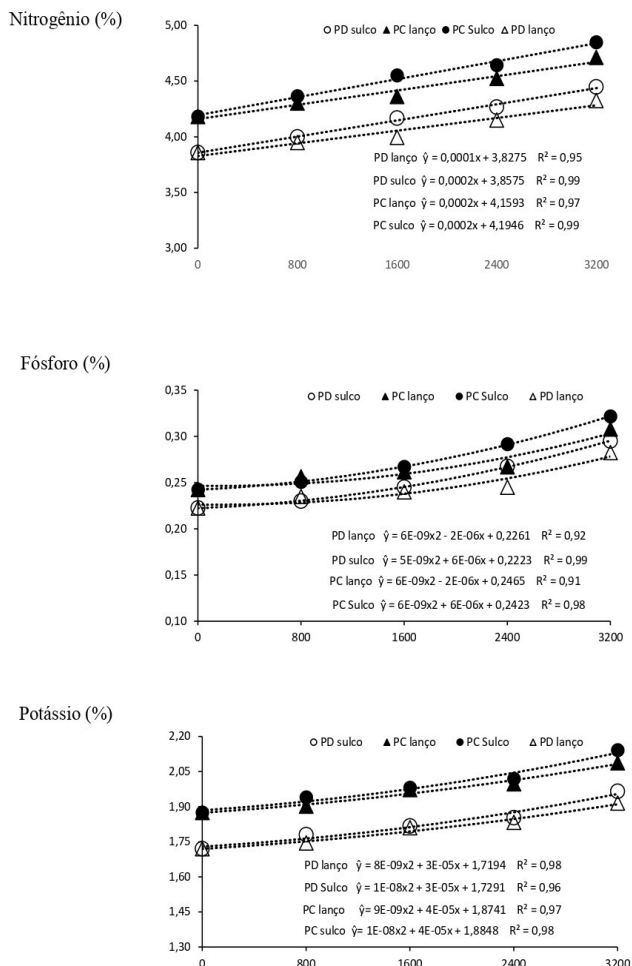 Nitrogênio (%)
5,00
PD sulco PC lanço PC Sulco PD lanço
4,50
4,00
PD lanço ŷ = 0,0001x + 3,8275 R² = 0,95
PD sulco ŷ = 0,0002x + 3,8575 R² = 0,99
3,50
PC lanço ŷ = 0,0002x + 4,1593 R² = 0,97
PC sulco ŷ = 0,0002x + 4,1946 R² = 0,99
3,00
0 800 1600 2400 3200
Fósforo (%)
0,35
PD sulco PC lanço PC Sulco PD lanço
0,30
0,25
0,20
PD lanço ŷ = 6E-09x2 - 2E-06x + 0,2261 R² = 0,92
PD sulco ŷ = 5E-09x2 + 6E-06x + 0,2223 R² = 0,99
0,15
PC lanço ŷ = 6E-09x2 - 2E-06x + 0,2465 R² = 0,91
PC Sulco ŷ = 6E-09x2 + 6E-06x + 0,2423 R² = 0,98
0,10
0 800 1600 2400 3200
Potássio (%)
2,20
PD sulco PC lanço PC Sulco PD lanço
2,05
1,90
1,75
PD lanço ŷ = 8E-09x2 + 3E-05x + 1,7194 R² = 0,98
1,60
PD Sulco ŷ = 1E-08x2 + 3E-05x + 1,7291 R² = 0,96
PC lanço ŷ= 9E-09x2 + 4E-05x + 1,8741 R² = 0,97
1,45
PC sulco ŷ= 1E-08x2 + 4E-05x + 1,8848 R² = 0,98
1,30
0 800 1600 2400 3200